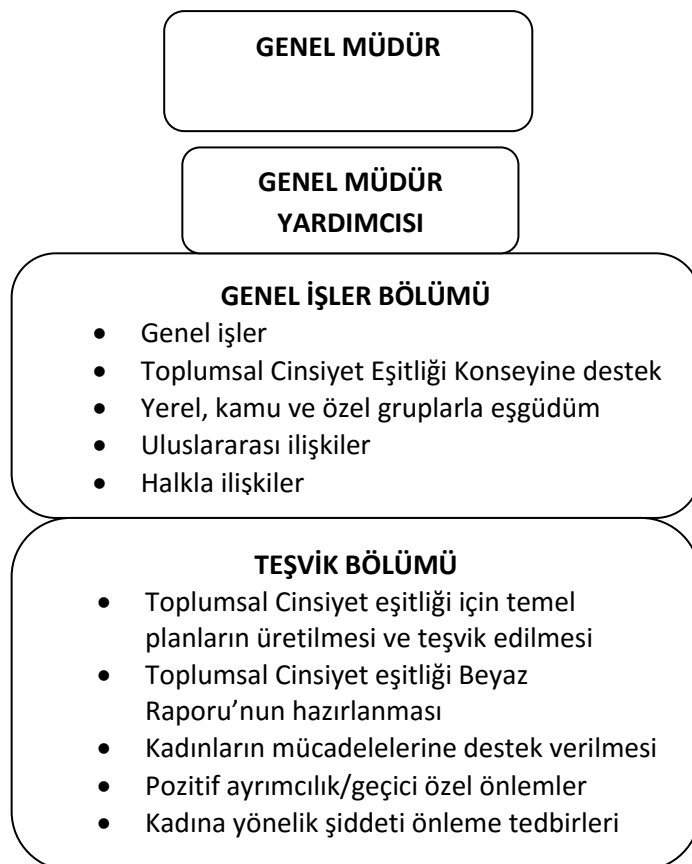 GENEL MÜDÜR
GENEL MÜDÜR
YARDIMCISI
GENEL İŞLER BÖLÜMÜ
• Genel işler
• Toplumsal Cinsiyet Eşitliği Konseyine destek
• Yerel, kamu ve özel gruplarla eşgüdüm
• Uluslararası ilişkiler
• Halkla ilişkiler
TEŞVİK BÖLÜMÜ
• Toplumsal Cinsiyet eşitliği için temel
planların üretilmesi ve teşvik edilmesi
• Toplumsal Cinsiyet eşitliği Beyaz
Raporu’nun hazırlanması
• Kadınların mücadelelerine destek verilmesi
• Pozitif ayrımcılık/geçici özel önlemler
• Kadına yönelik şiddeti önleme tedbirleri